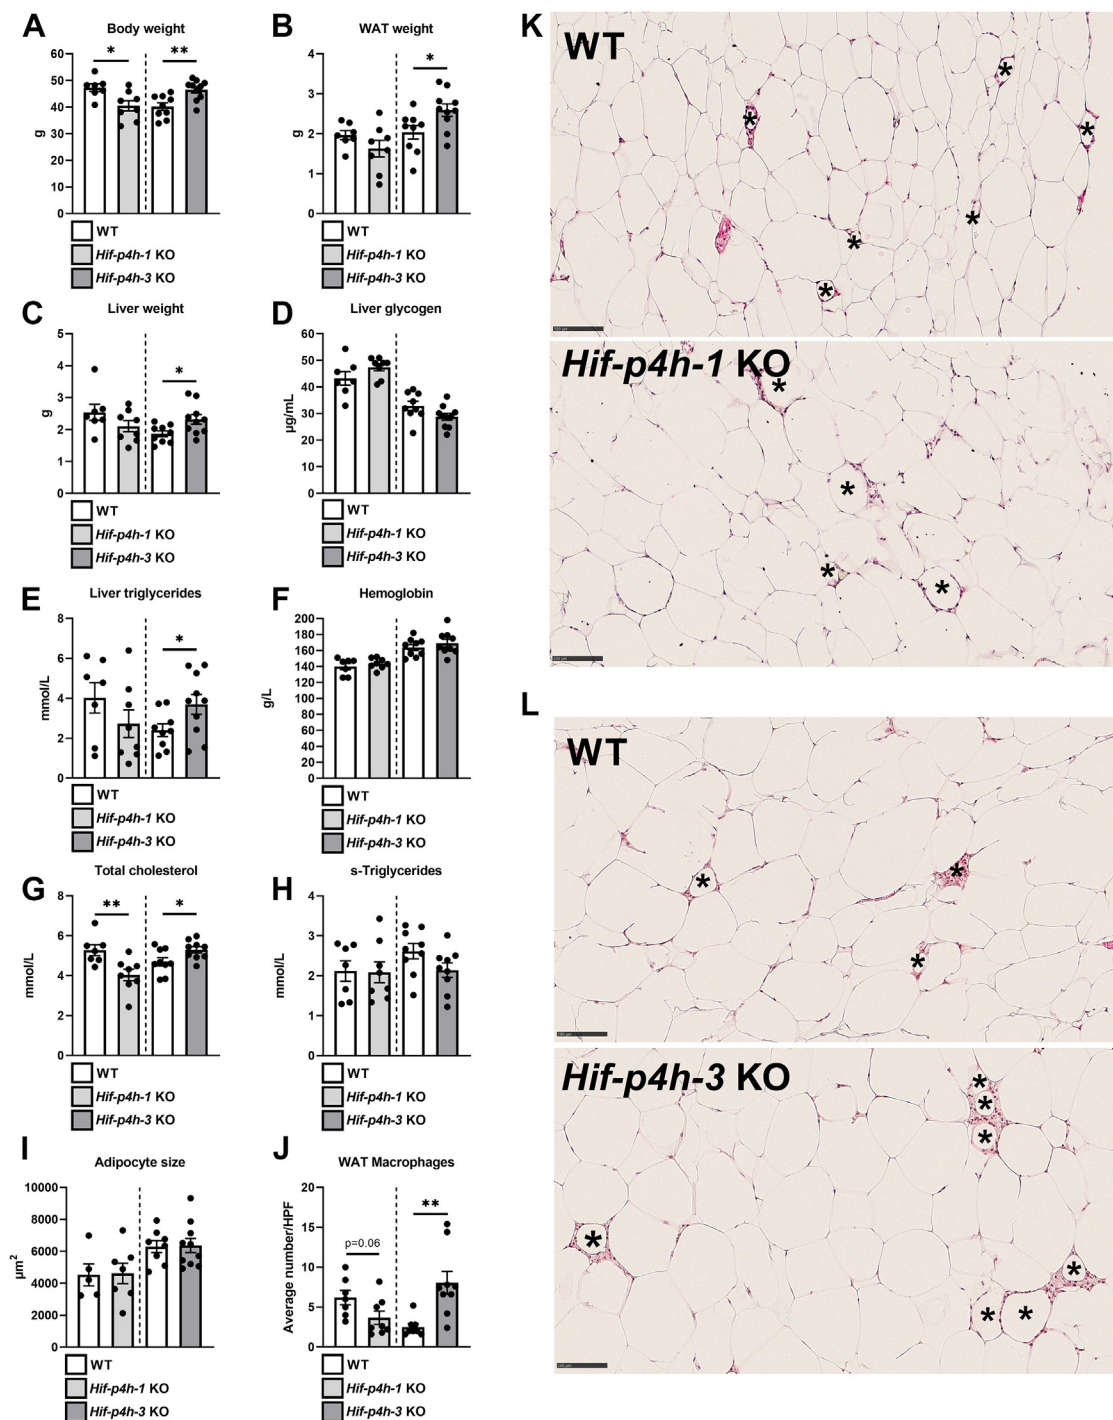 A
Body weight
*
**
60
50
40
30
20
10
0
g
WT
Hif-p4h-1 KO
Hif-p4h-3 KO
B
WAT weight
*
4
3
2
1
0
g
WT
Hif-p4h-1 KO
Hif-p4h-3 KO
C
Liver weight
*
5
4
3
2
1
0
g
WT
Hif-p4h-1 KO
Hif-p4h-3 KO
D
Liver glycogen
60
50
40
30
20
10
0
µg/mL
WT
Hif-p4h-1 KO
Hif-p4h-3 KO
E
Liver triglycerides
*
8
6
4
2
0
mmol/L
WT
Hif-p4h-1 KO
Hif-p4h-3 KO
F
Hemoglobin
200
180
160
140
120
100
80
60
40
20
0
g/L
WT
Hif-p4h-1 KO
Hif-p4h-3 KO
G
Total cholesterol
**
*
8
6
4
2
0
mmol/L
WT
Hif-p4h-1 KO
Hif-p4h-3 KO
H
s-Triglycerides
4
3
2
1
0
mmol/L
WT
Hif-p4h-1 KO
Hif-p4h-3 KO
I
Adipocyte size
10000
8000
6000
4000
2000
0
µm²
WT
Hif-p4h-1 KO
Hif-p4h-3 KO
J
WAT Macrophages
p=0.06
**
20
15
10
5
0
Average number/HPF
WT
Hif-p4h-1 KO
Hif-p4h-3 KO
K
WT
* * * * * *
100 µm
Hif-p4h-1 KO
* * * *
100 µm
L
WT
* * *
100 µm
Hif-p4h-3 KO
* * * * * * *
100 µm